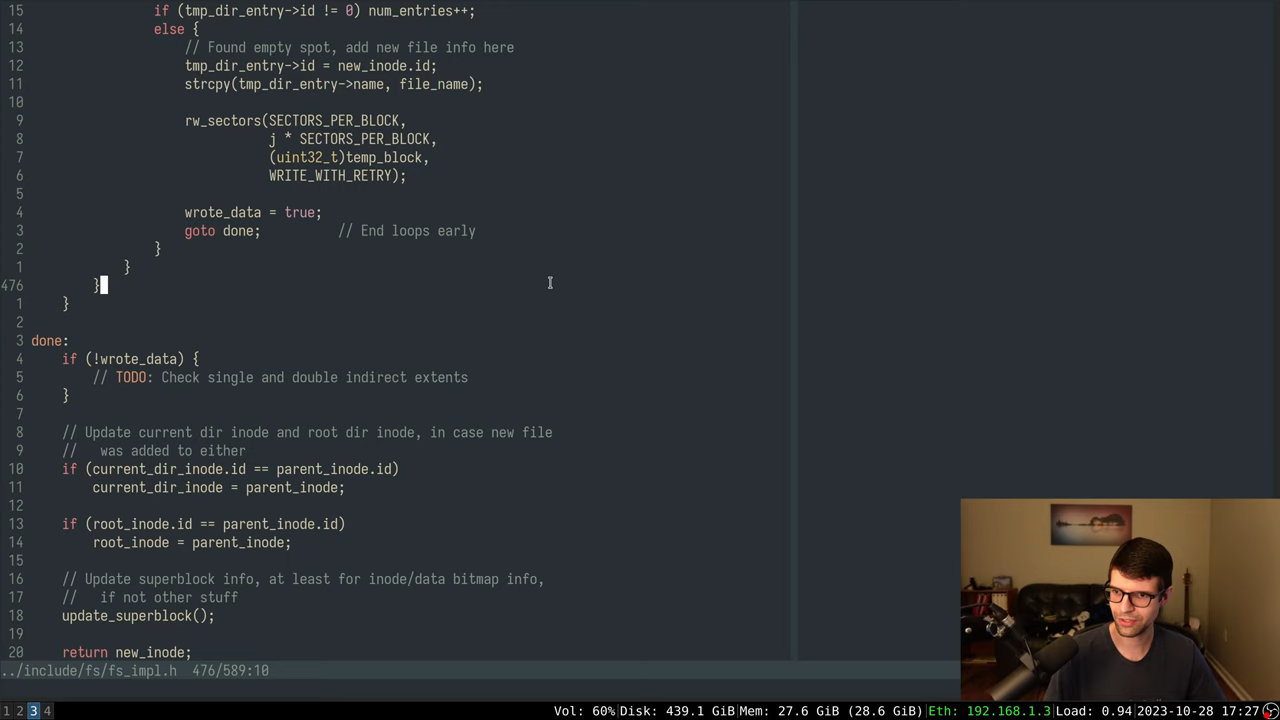 15 if (tmp_dir_entry->id != 0) num_entries++;
14 else {
13 // Found empty spot, add new file info here
12 tmp_dir_entry->id = new_inode.id;
11 strcpy(tmp_dir_entry->name, file_name);
10
9 rw_sectors(SECTORS_PER_BLOCK,
8 j * SECTORS_PER_BLOCK,
7 (uint32_t)temp_block,
6 WRITE_WITH_RETRY);
5
4 wrote_data = true;
3 goto done; // End loops early
2 }
1 }
476 }
1 }
2
3 done:
4 if (!wrote_data) {
5 // TODO: Check single and double indirect extents
6 }
7
8 // Update current dir inode and root dir inode, in case new file
9 // was added to either
10 if (current_dir_inode.id == parent_inode.id)
11 current_dir_inode = parent_inode;
12
13 if (root_inode.id == parent_inode.id)
14 root_inode = parent_inode;
15
16 // Update superblock info, at least for inode/data bitmap info,
17 // if not other stuff
18 update_superblock();
19
20 return new_inode;
../include/fs/fs_impl.h 476/589:10
1 2 3 4 Vol: 60% Disk: 439.1 GiB Mem: 27.6 GiB (28.6 GiB) Eth: 192.168.1.3 Load: 0.94 2023-10-28 17:27